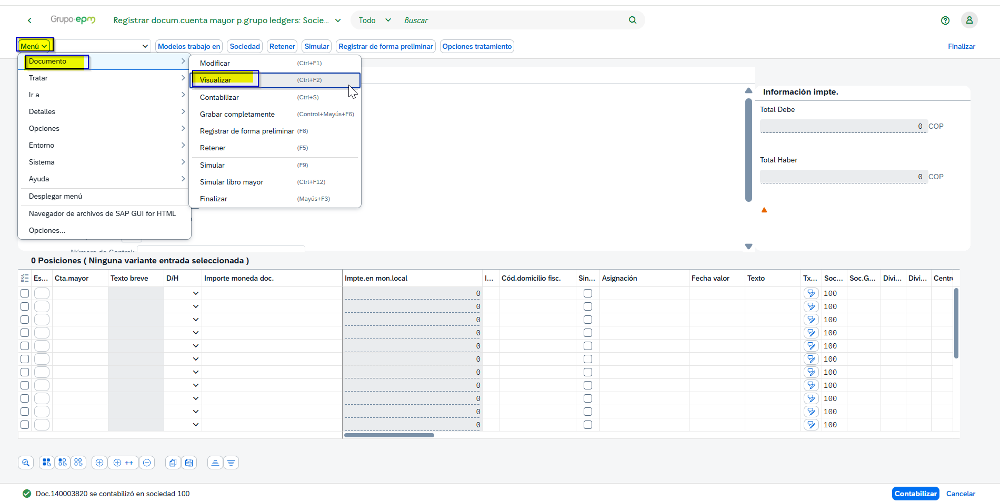 Grupo·epm
Registrar docum.cuenta mayor p.grupo ledgers: Socie...
Todo
Buscar
Menú
Modelos trabajo en
Sociedad
Retener
Simular
Registrar de forma preliminar
Opciones tratamiento
Finalizar
Documento
Tratar
Ir a
Detalles
Opciones
Entorno
Sistema
Ayuda
Desplegar menú
Navegador de archivos de SAP GUI for HTML
Opciones...
Modificar (Ctrl+F1)
Visualizar (Ctrl+F2)
Contabilizar (Ctrl+S)
Grabar completamente (Control+Mayús+F6)
Registrar de forma preliminar (F8)
Retener (F5)
Simular (F9)
Simular libro mayor (Ctrl+F12)
Finalizar (Mayús+F3)
Información impte.
Total Debe
0 COP
Total Haber
0 COP
Número de Control:
0 Posiciones ( Ninguna variante entrada seleccionada )
Es... Cta.mayor Texto breve D/H Importe moneda doc. Impte.en mon.local I... Cód.domicilio fisc. Sin... Asignación Fecha valor Texto Tx... Soc... Soc.G... Divi... Divi... Centr
0 100
0 100
0 100
0 100
0 100
0 100
0 100
0 100
0 100
0 100
0 100
++
Doc.140003820 se contabilizó en sociedad 100
Contabilizar
Cancelar